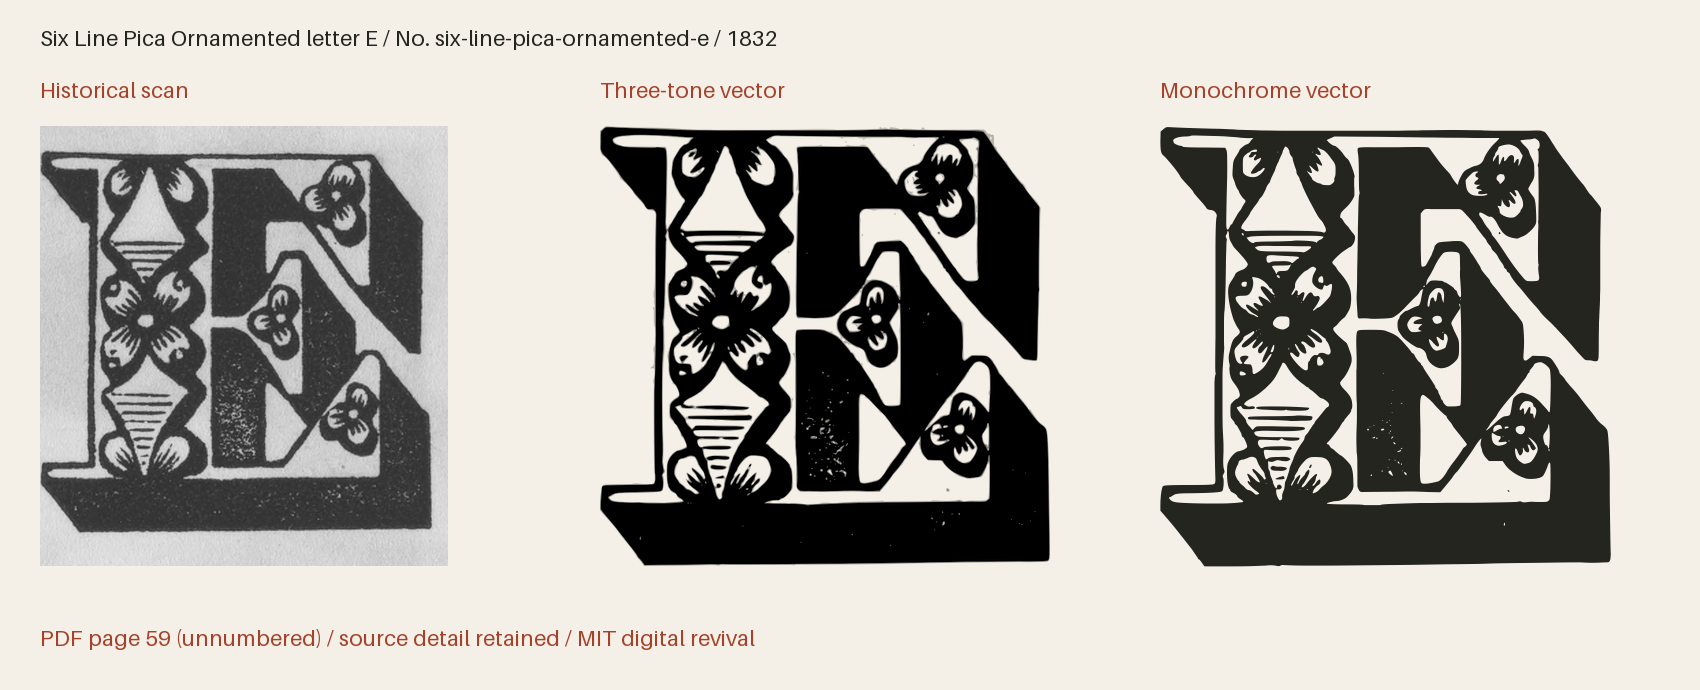 Six Line Pica Ornamented letter E / No. six-line-pica-ornamented-e / 1832
Historical scan
Three-tone vector
Monochrome vector
E
E
E
PDF page 59 (unnumbered) / source detail retained / MIT digital revival